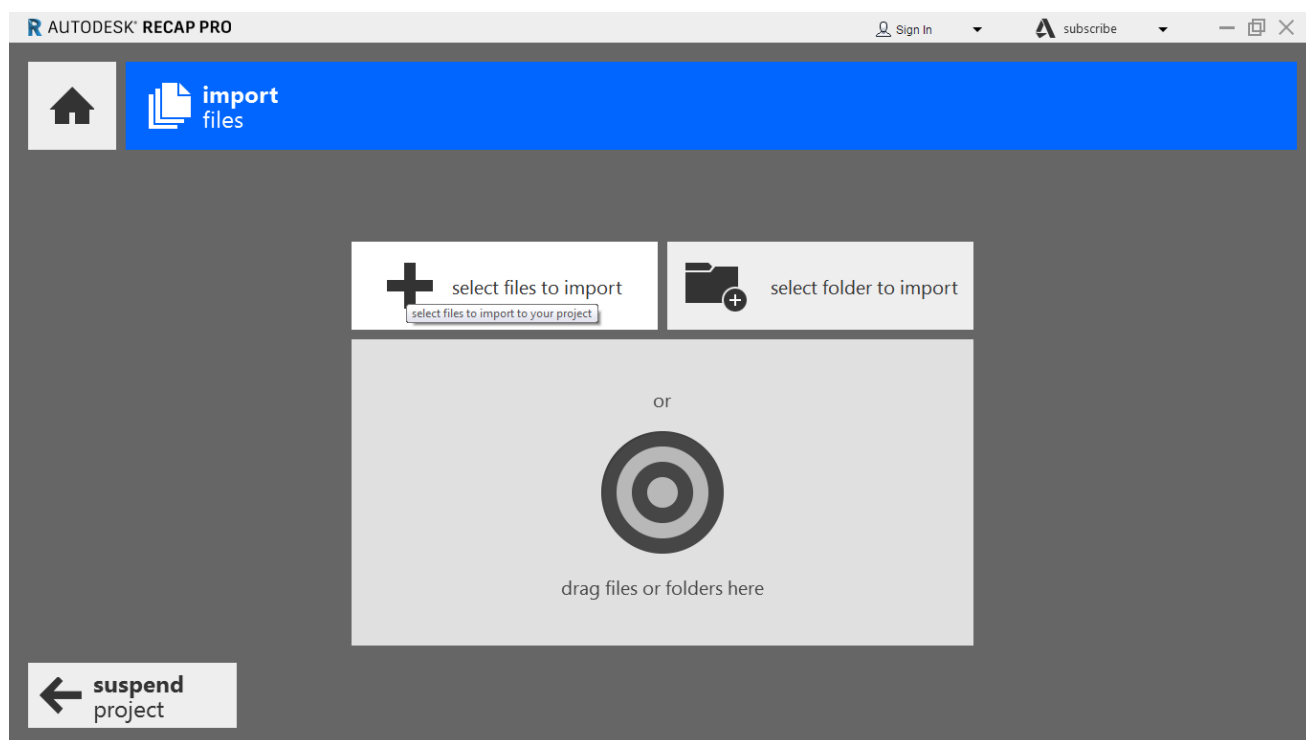 R AUTODESK® RECAP PRO
Sign In
subscribe
import
files
select files to import
select files to import to your project
select folder to import
or
drag files or folders here
suspend
project